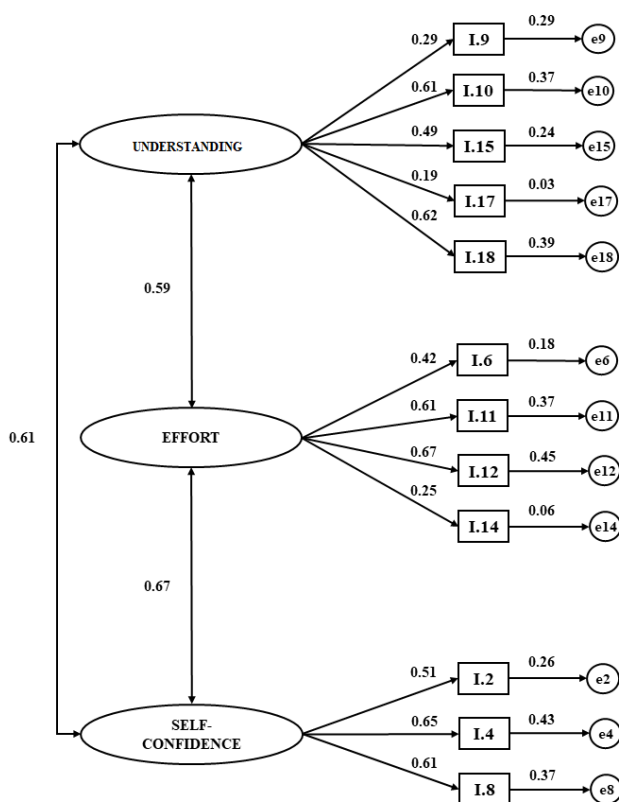 0.29 I.9 0.29 e9
0.61 I.10 0.37 e10
UNDERSTANDING 0.49 I.15 0.24 e15
0.19 I.17 0.03 e17
0.62 I.18 0.39 e18
0.59
0.42 I.6 0.18 e6
0.61 I.11 0.37 e11
0.61 EFFORT 0.67 I.12 0.45 e12
0.25 I.14 0.06 e14
0.67
0.51 I.2 0.26 e2
SELF-
CONFIDENCE 0.65 I.4 0.43 e4
0.61 I.8 0.37 e8